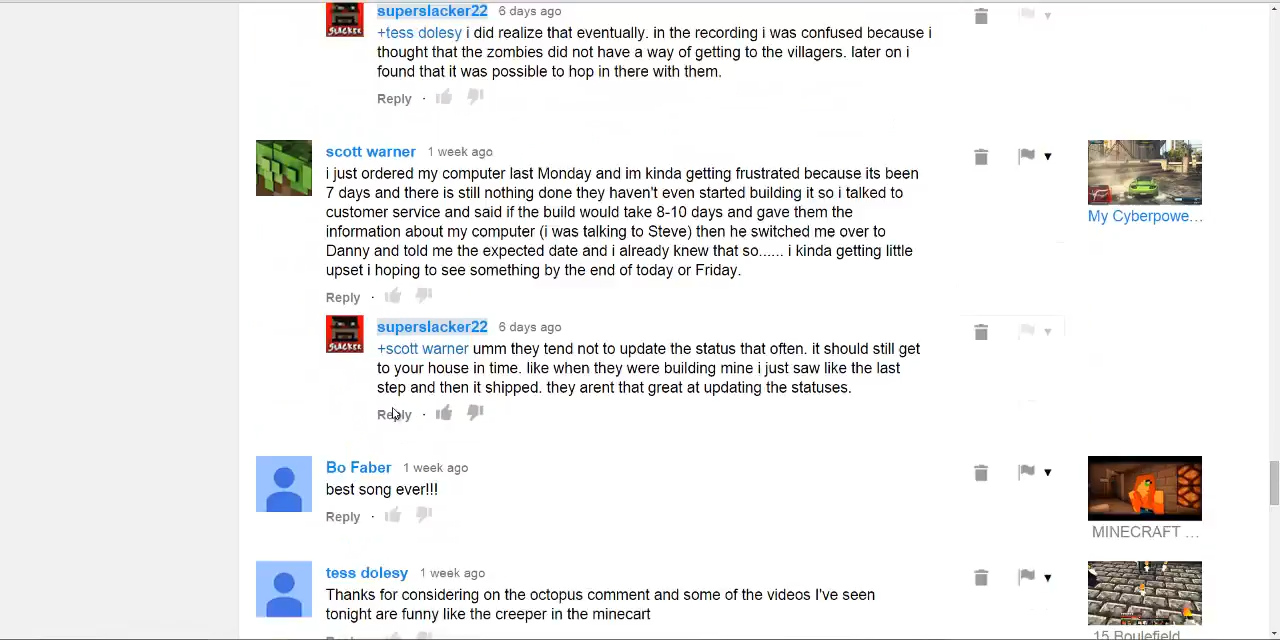 superslacker22 6 days ago
+tess dolesy i did realize that eventually. in the recording i was confused because i
thought that the zombies did not have a way of getting to the villagers. later on i
found that it was possible to hop in there with them.
Reply ·
scott warner 1 week ago
i just ordered my computer last Monday and im kinda getting frustrated because its been
7 days and there is still nothing done they haven't even started building it so i talked to
customer service and said if the build would take 8-10 days and gave them the
information about my computer (i was talking to Steve) then he switched me over to
Danny and told me the expected date and i already knew that so...... i kinda getting little
upset i hoping to see something by the end of today or Friday.
My Cyberpowe...
Reply ·
superslacker22 6 days ago
+scott warner umm they tend not to update the status that often. it should still get
to your house in time. like when they were building mine i just saw like the last
step and then it shipped. they arent that great at updating the statuses.
Reply ·
Bo Faber 1 week ago
best song ever!!!
Reply ·
MINECRAFT ...
tess dolesy 1 week ago
Thanks for considering on the octopus comment and some of the videos I've seen
tonight are funny like the creeper in the minecart
15 Boulefield